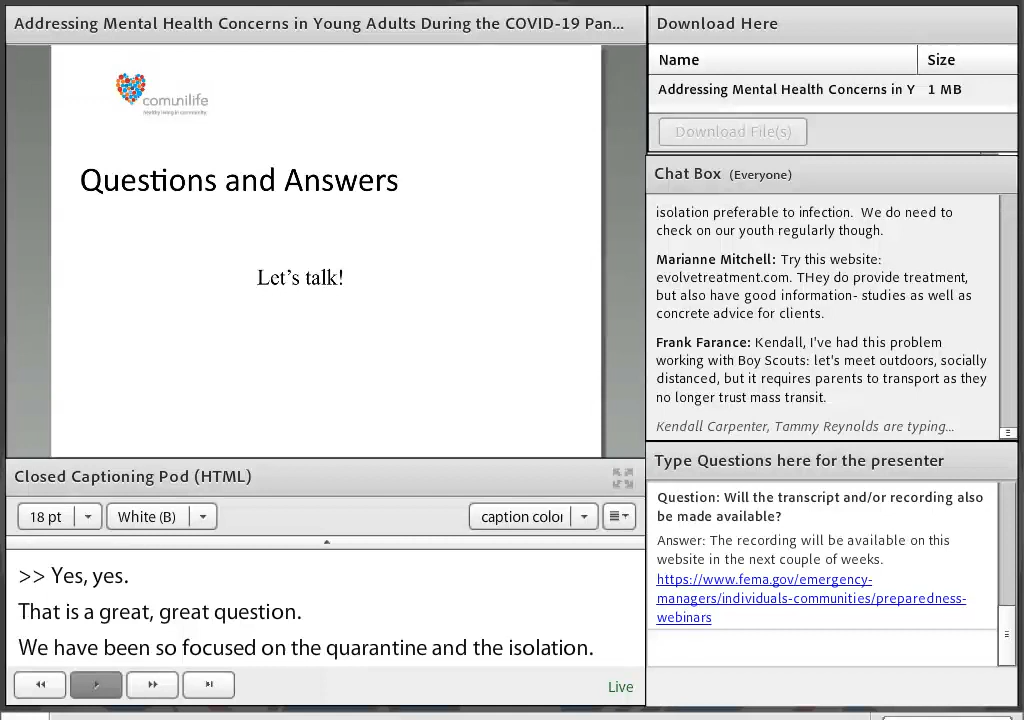 Addressing Mental Health Concerns in Young Adults During the COVID-19 Pan...
comunilife
healthy living in community
Questions and Answers
Let's talk!
Closed Captioning Pod (HTML)
18 pt
White (B)
caption color
>> Yes, yes.
That is a great, great question.
We have been so focused on the quarantine and the isolation.
Live
Download Here
Name Size
Addressing Mental Health Concerns in Y 1 MB
Download File(s)
Chat Box (Everyone)
isolation preferable to infection. We do need to
check on our youth regularly though.
Marianne Mitchell: Try this website:
evolvetreatment.com. THey do provide treatment,
but also have good information- studies as well as
concrete advice for clients.
Frank Farance: Kendall, I've had this problem
working with Boy Scouts: let's meet outdoors, socially
distanced, but it requires parents to transport as they
no longer trust mass transit.
Kendall Carpenter, Tammy Reynolds are typing...
Type Questions here for the presenter
Question: Will the transcript and/or recording also
be made available?
Answer: The recording will be available on this
website in the next couple of weeks.
https://www.fema.gov/emergency-
managers/individuals-communities/preparedness-
webinars